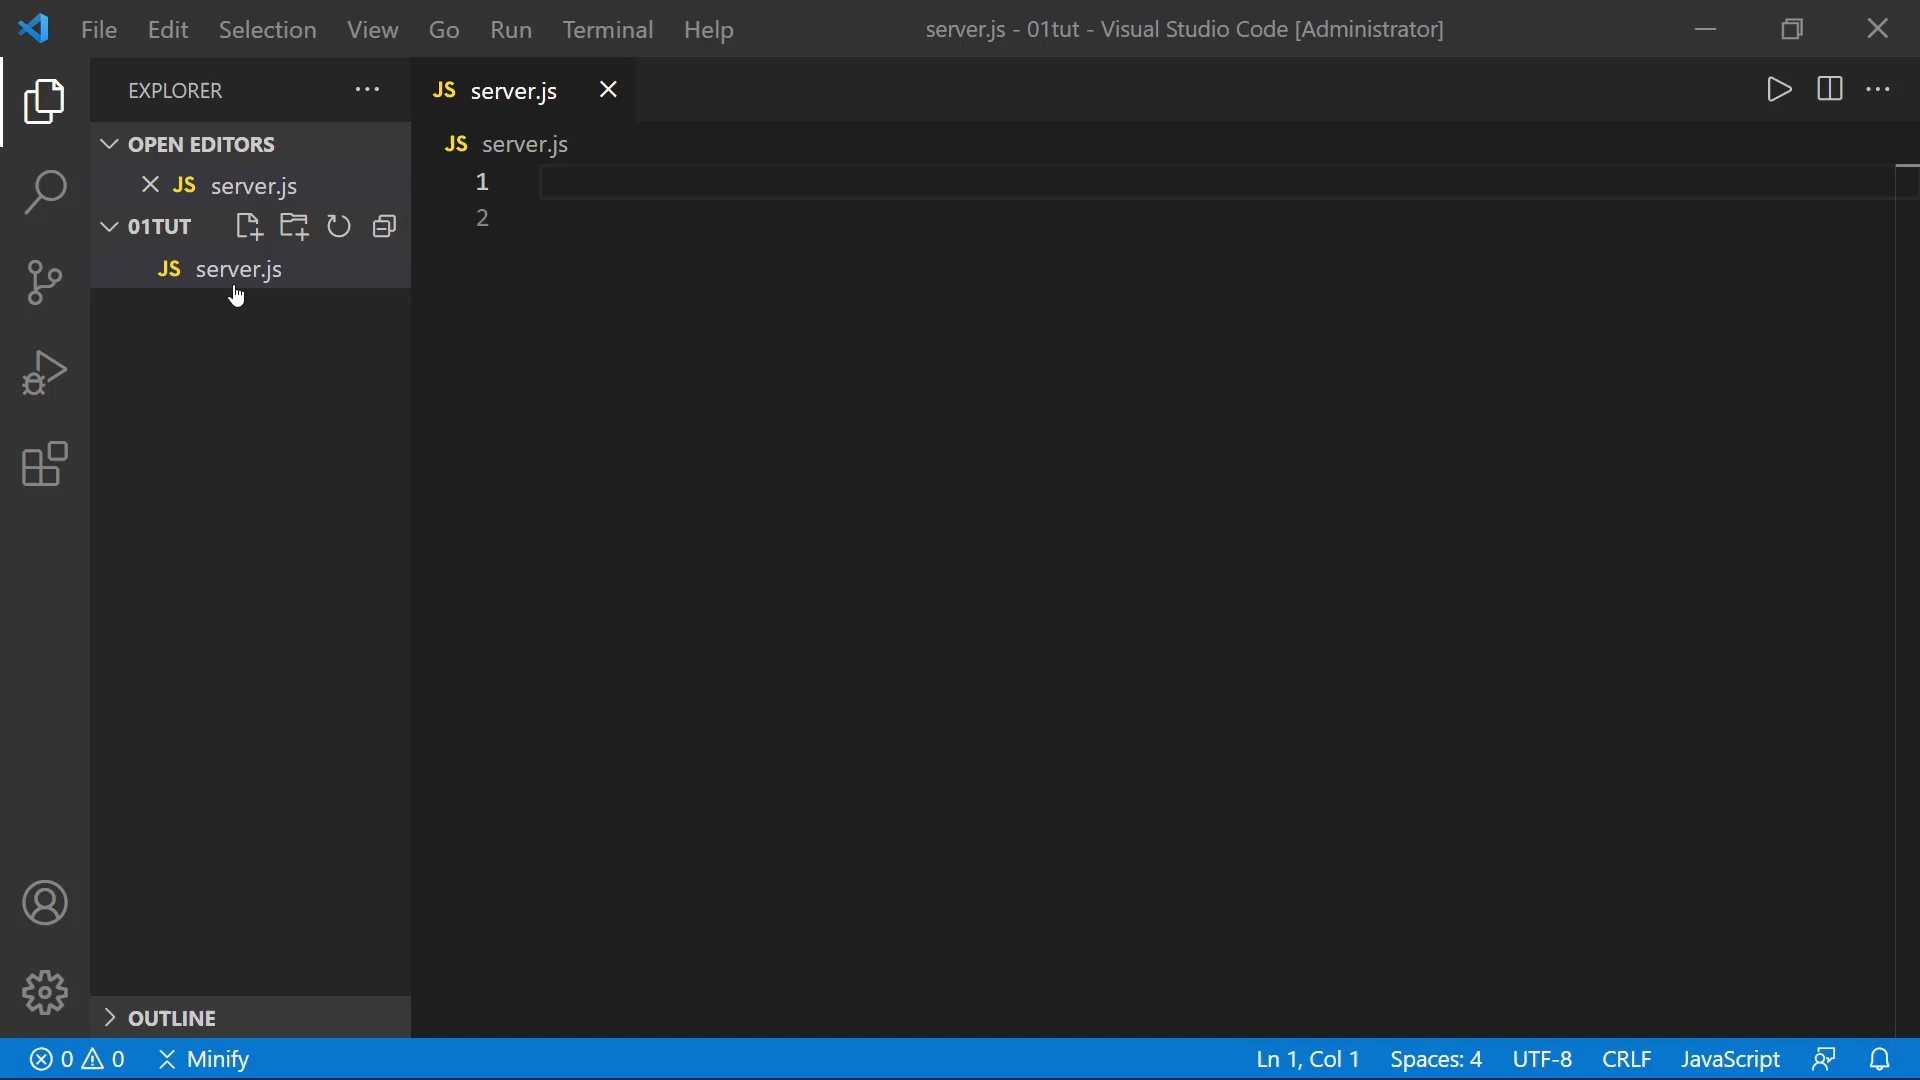 File Edit Selection View Go Run Terminal Help server.js - 01tut - Visual Studio Code [Administrator]
EXPLORER
JS server.js
OPEN EDITORS
JS server.js
JS server.js
1
01TUT
2
JS server.js
OUTLINE
0 0 Minify Ln 1, Col 1 Spaces: 4 UTF-8 CRLF JavaScript